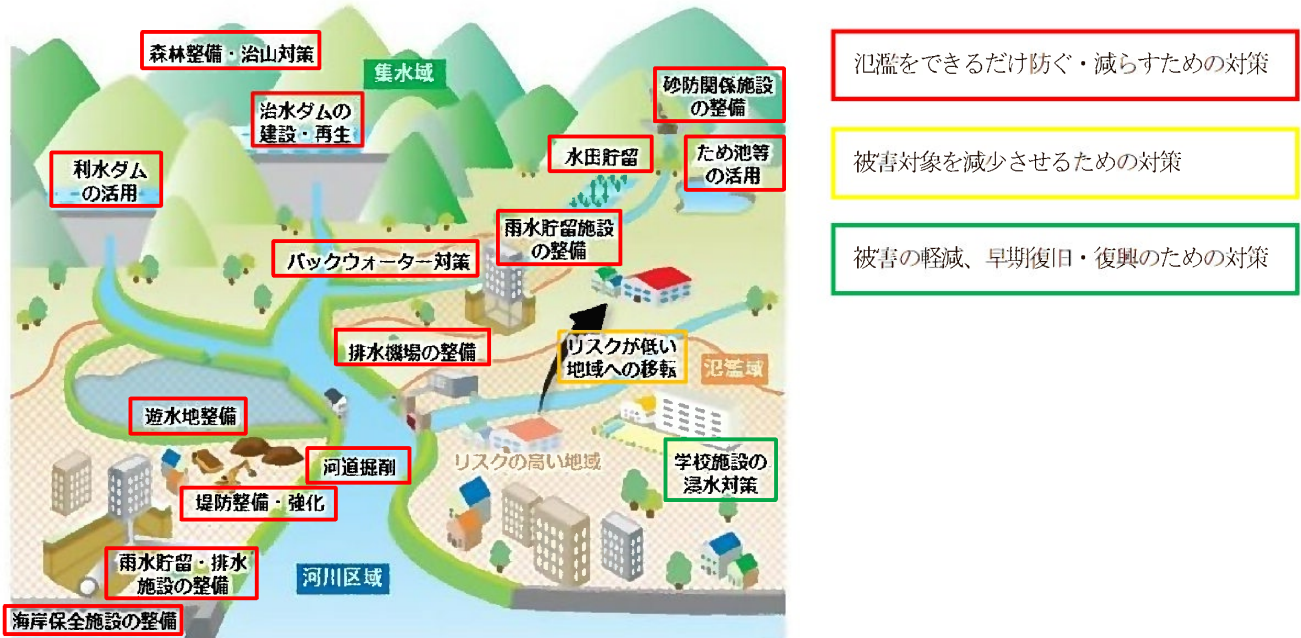 森林整備・治山対策
集水域
砂防関係施設
の整備
治水ダムの
建設・再生
水田貯留
ため池等
の活用
利水ダム
の活用
雨水貯留施設
の整備
バックウォーター対策
排水機場の整備
リスクが低い
地域への移転
氾濫域
遊水地整備
河道掘削
リスクの高い地域
学校施設の
浸水対策
堤防整備・強化
雨水貯留・排水
施設の整備
河川区域
海岸保全施設の整備
氾濫をできるだけ防ぐ・減らすための対策
被害対象を減少させるための対策
被害の軽減、早期復旧・復興のための対策